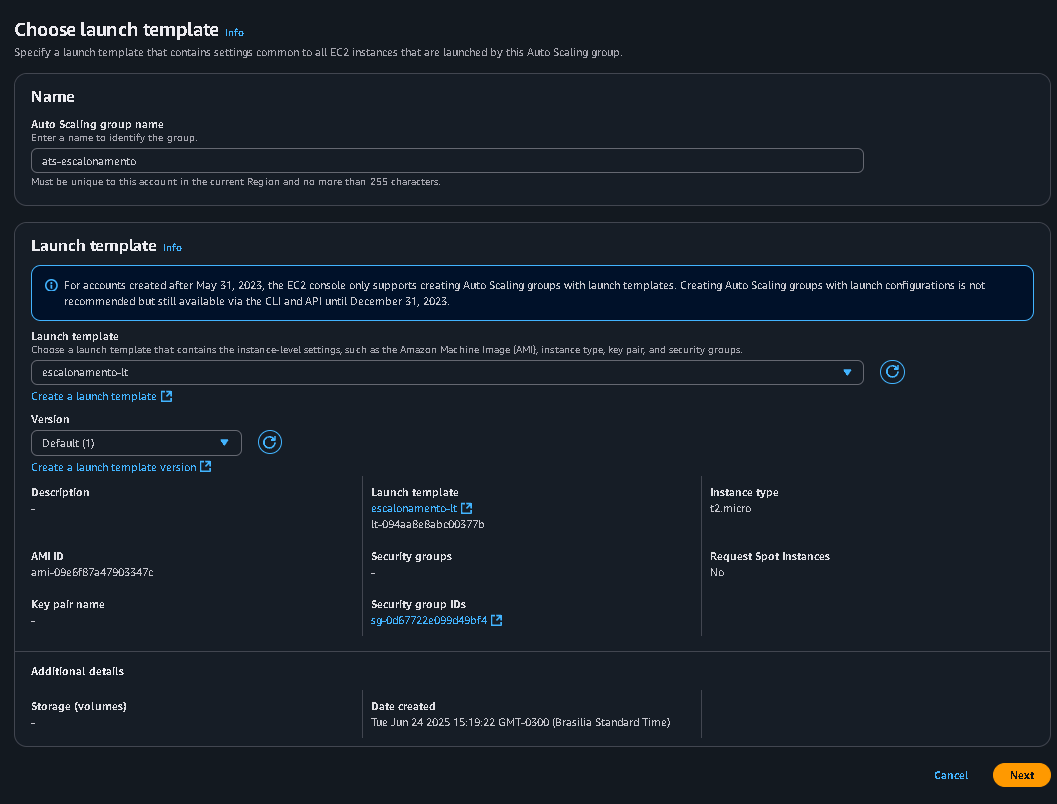 Choose launch template Info
Specify a launch template that contains settings common to all EC2 instances that are launched by this Auto Scaling group.
Name
Auto Scaling group name
Enter a name to identify the group.
ats-escalonamento
Must be unique to this account in the current Region and no more than 255 characters.
Launch template Info
For accounts created after May 31, 2023, the EC2 console only supports creating Auto Scaling groups with launch templates. Creating Auto Scaling groups with launch configurations is not
recommended but still available via the CLI and API until December 31, 2023.
Launch template
Choose a launch template that contains the instance-level settings, such as the Amazon Machine Image (AMI), instance type, key pair, and security groups.
escalonamento-lt
Create a launch template
Version
Default (1)
Create a launch template version
Description
-
Launch template
escalonamento-lt
lt-094aa8e8abc00377b
Instance type
t2.micro
AMI ID
ami-09e6f87a47903347c
Security groups
-
Request Spot Instances
No
Key pair name
-
Security group IDs
sg-0d67722e099d49bf4
Additional details
Storage (volumes)
-
Date created
Tue Jun 24 2025 15:19:22 GMT-0300 (Brasilia Standard Time)
Cancel
Next